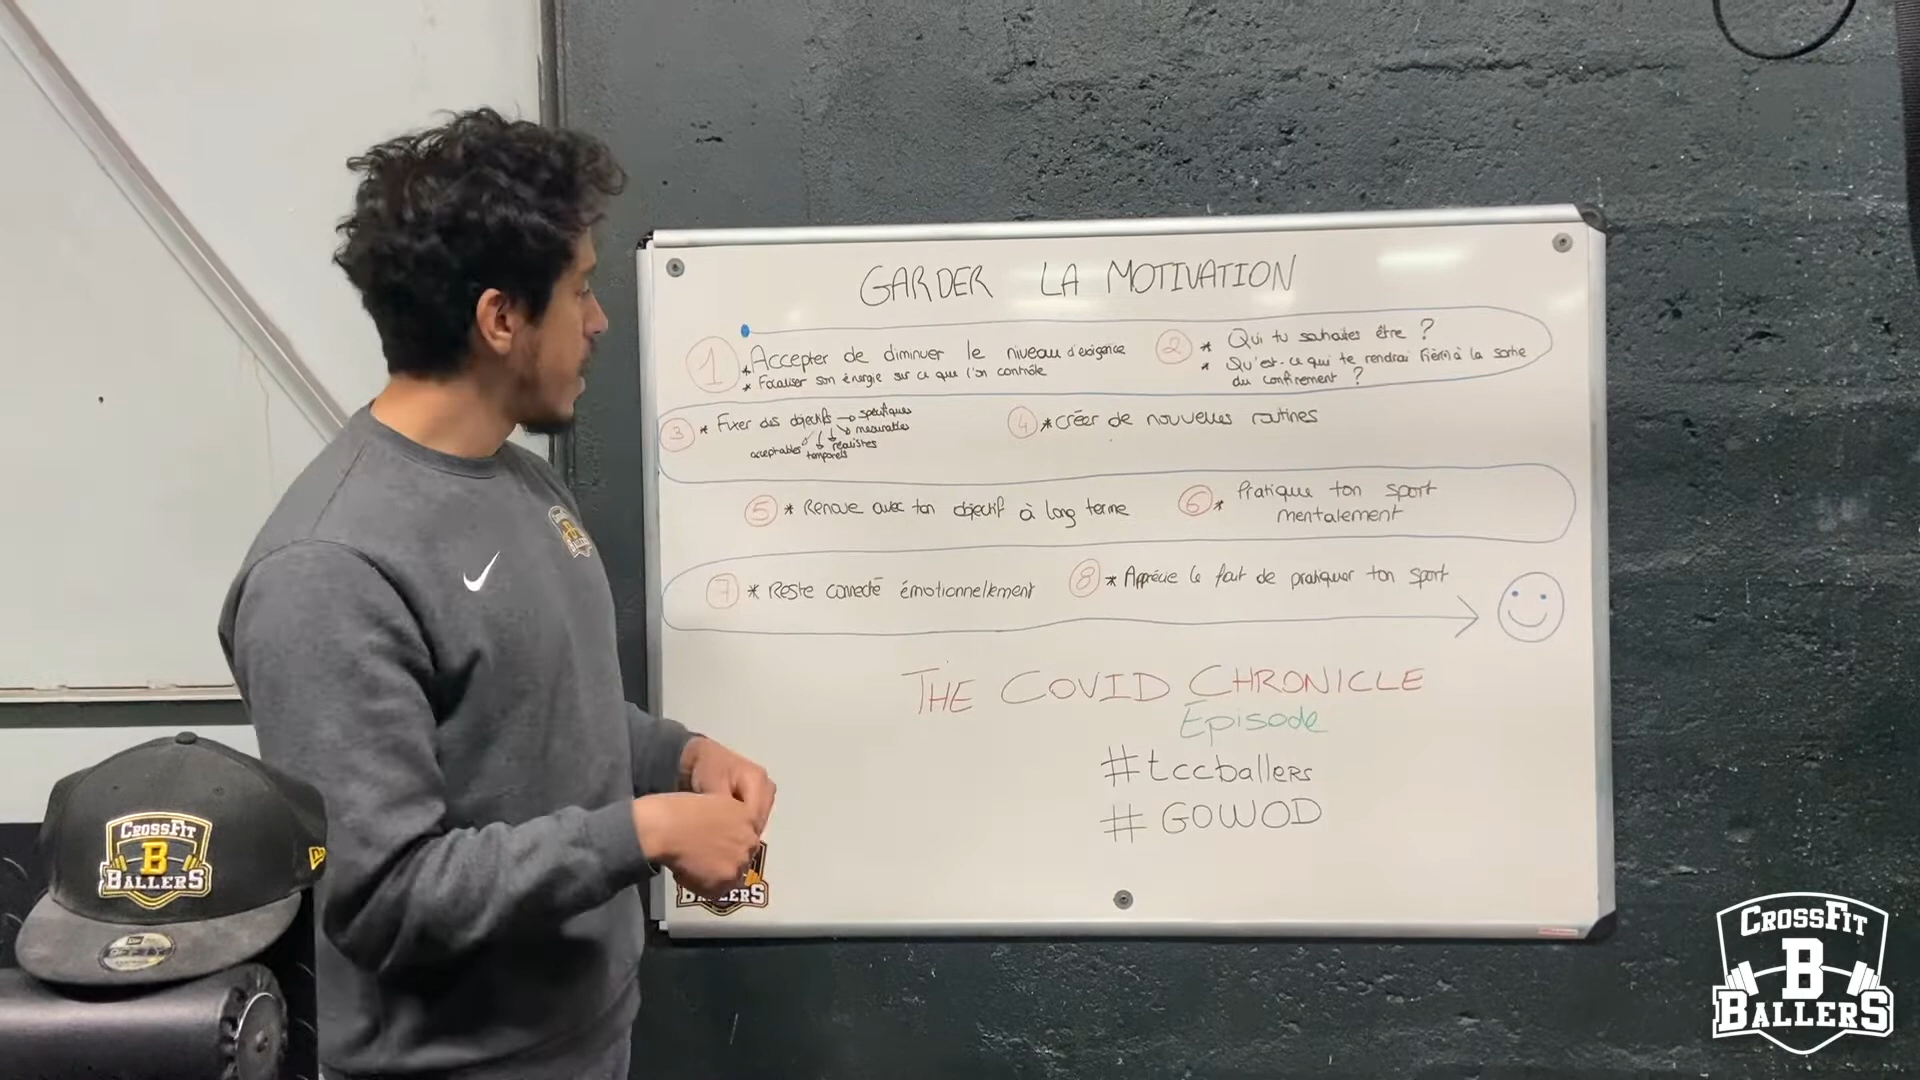 GARDER LA MOTIVATION
1 * Accepter de diminuer le niveau d'exigence
* Focaliser son énergie sur ce que l'on contrôle
2 * Qui tu souhaites être ?
* Qu'est-ce qui te rendrai fièr(e) à la sortie
du confinement ?
3 * Fixer des objectifs spécifiques
mesurables
réalistes
acceptables
temporels
4 * créer de nouvelles routines
5 * Renoue avec ton objectif à long terme
6 * Pratique ton sport
mentalement
7 * Reste connecté émotionnellement
8 * Apprécie le fait de pratiquer ton sport
THE COVID CHRONICLE
Episode
#tccballers
#GOWOD
CROSSFIT
B
BALLERS
CROSSFIT
B
BALLERS